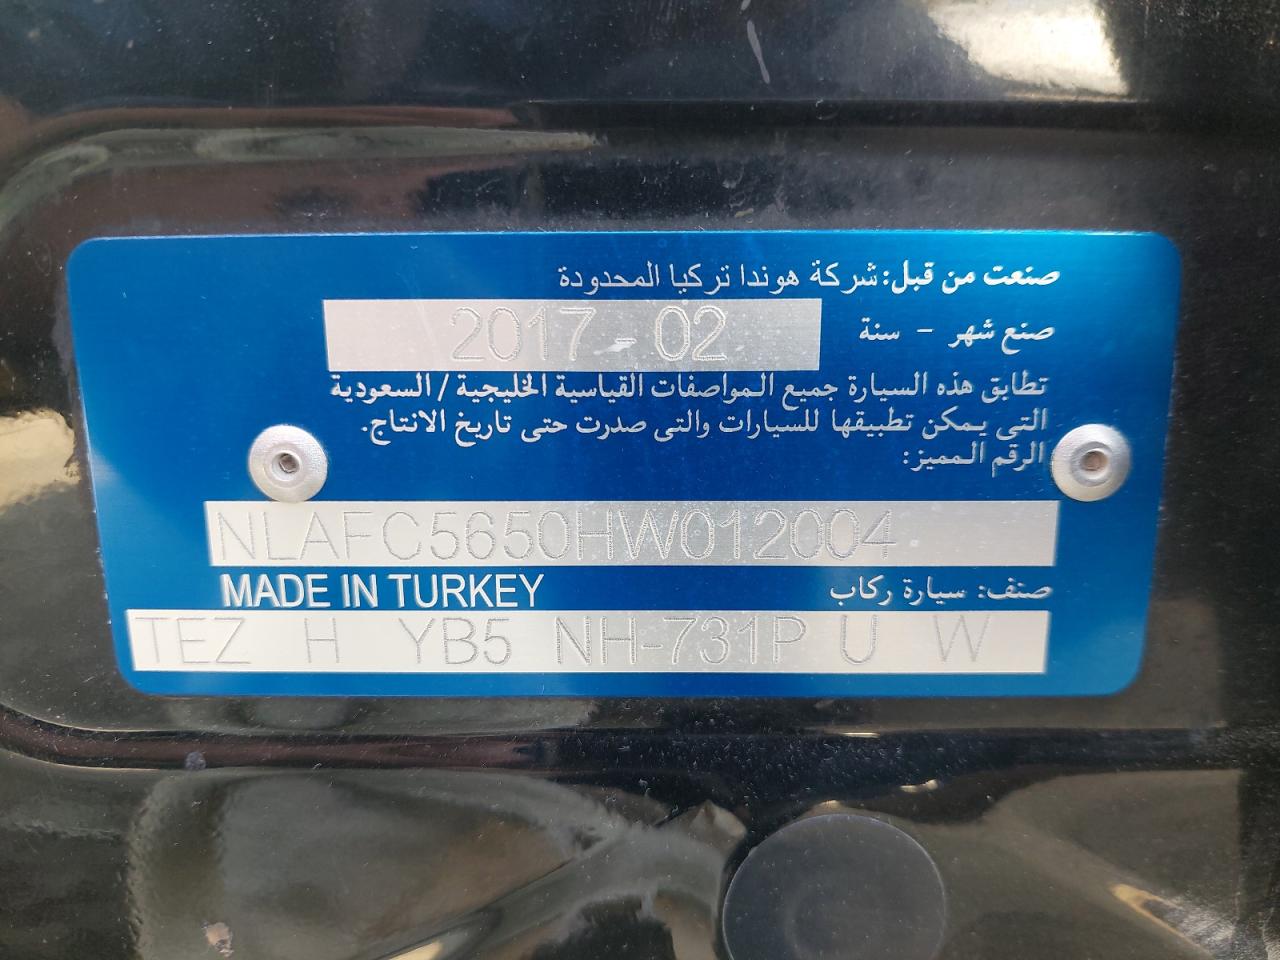 صنعت من قبل: شركة هوندا تركيا المحدودة
صنع شهر - سنة 2017-02
تطابق هذه السيارة جميع المواصفات القياسية الخليجية / السعودية
التى يمكن تطبيقها للسيارات والتى صدرت حتى تاريخ الانتاج.
الرقم المميز:
NLAFC5650HW012004
صنف: سيارة ركاب MADE IN TURKEY
TEZ H YB5 NH-731P U W